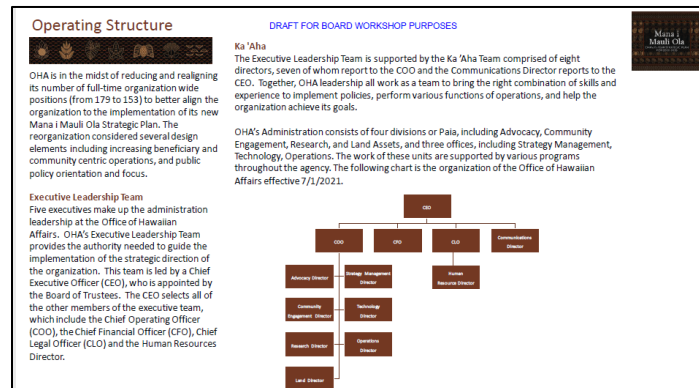 Operating Structure
DRAFT FOR BOARD WORKSHOP PURPOSES
Mana i
Mauli Ola
OHA is in the midst of reducing and realigning
its number of full-time organization wide
positions (from 179 to 153) to better align the
organization to the implementation of its new
Mana i Mauli Ola Strategic Plan. The
reorganization considered several design
elements including increasing beneficiary and
community centric operations, and public
policy orientation and focus.
Executive Leadership Team
Five executives make up the administration
leadership at the Office of Hawaiian
Affairs. OHA's Executive Leadership Team
provides the authority needed to guide the
implementation of the strategic direction of
the organization. This team is led by a Chief
Executive Officer (CEO), who is appointed by
the Board of Trustees. The CEO selects all of
the other members of the executive team,
which include the Chief Operating Officer
(COO), the Chief Financial Officer (CFO), Chief
Legal Officer (CLO) and the Human Resources
Director.
Ka 'Aha
The Executive Leadership Team is supported by the Ka 'Aha Team comprised of eight
directors, seven of whom report to the COO and the Communications Director reports to the
CEO. Together, OHA leadership all work as a team to bring the right combination of skills and
experience to implement policies, perform various functions of operations, and help the
organization achieve its goals.
OHA's Administration consists of four divisions or Paia, including Advocacy, Community
Engagement, Research, and Land Assets, and three offices, including Strategy Management,
Technology, Operations. The work of these units are supported by various programs
throughout the agency. The following chart is the organization of the Office of Hawaiian
Affairs effective 7/1/2021.
CEO
COO
CFO
CLO
Communications
Director
Advocacy Director
Strategy Management
Director
Human
Resource Director
Community
Engagement Director
Technology
Director
Research Director
Operations
Director
Land Director